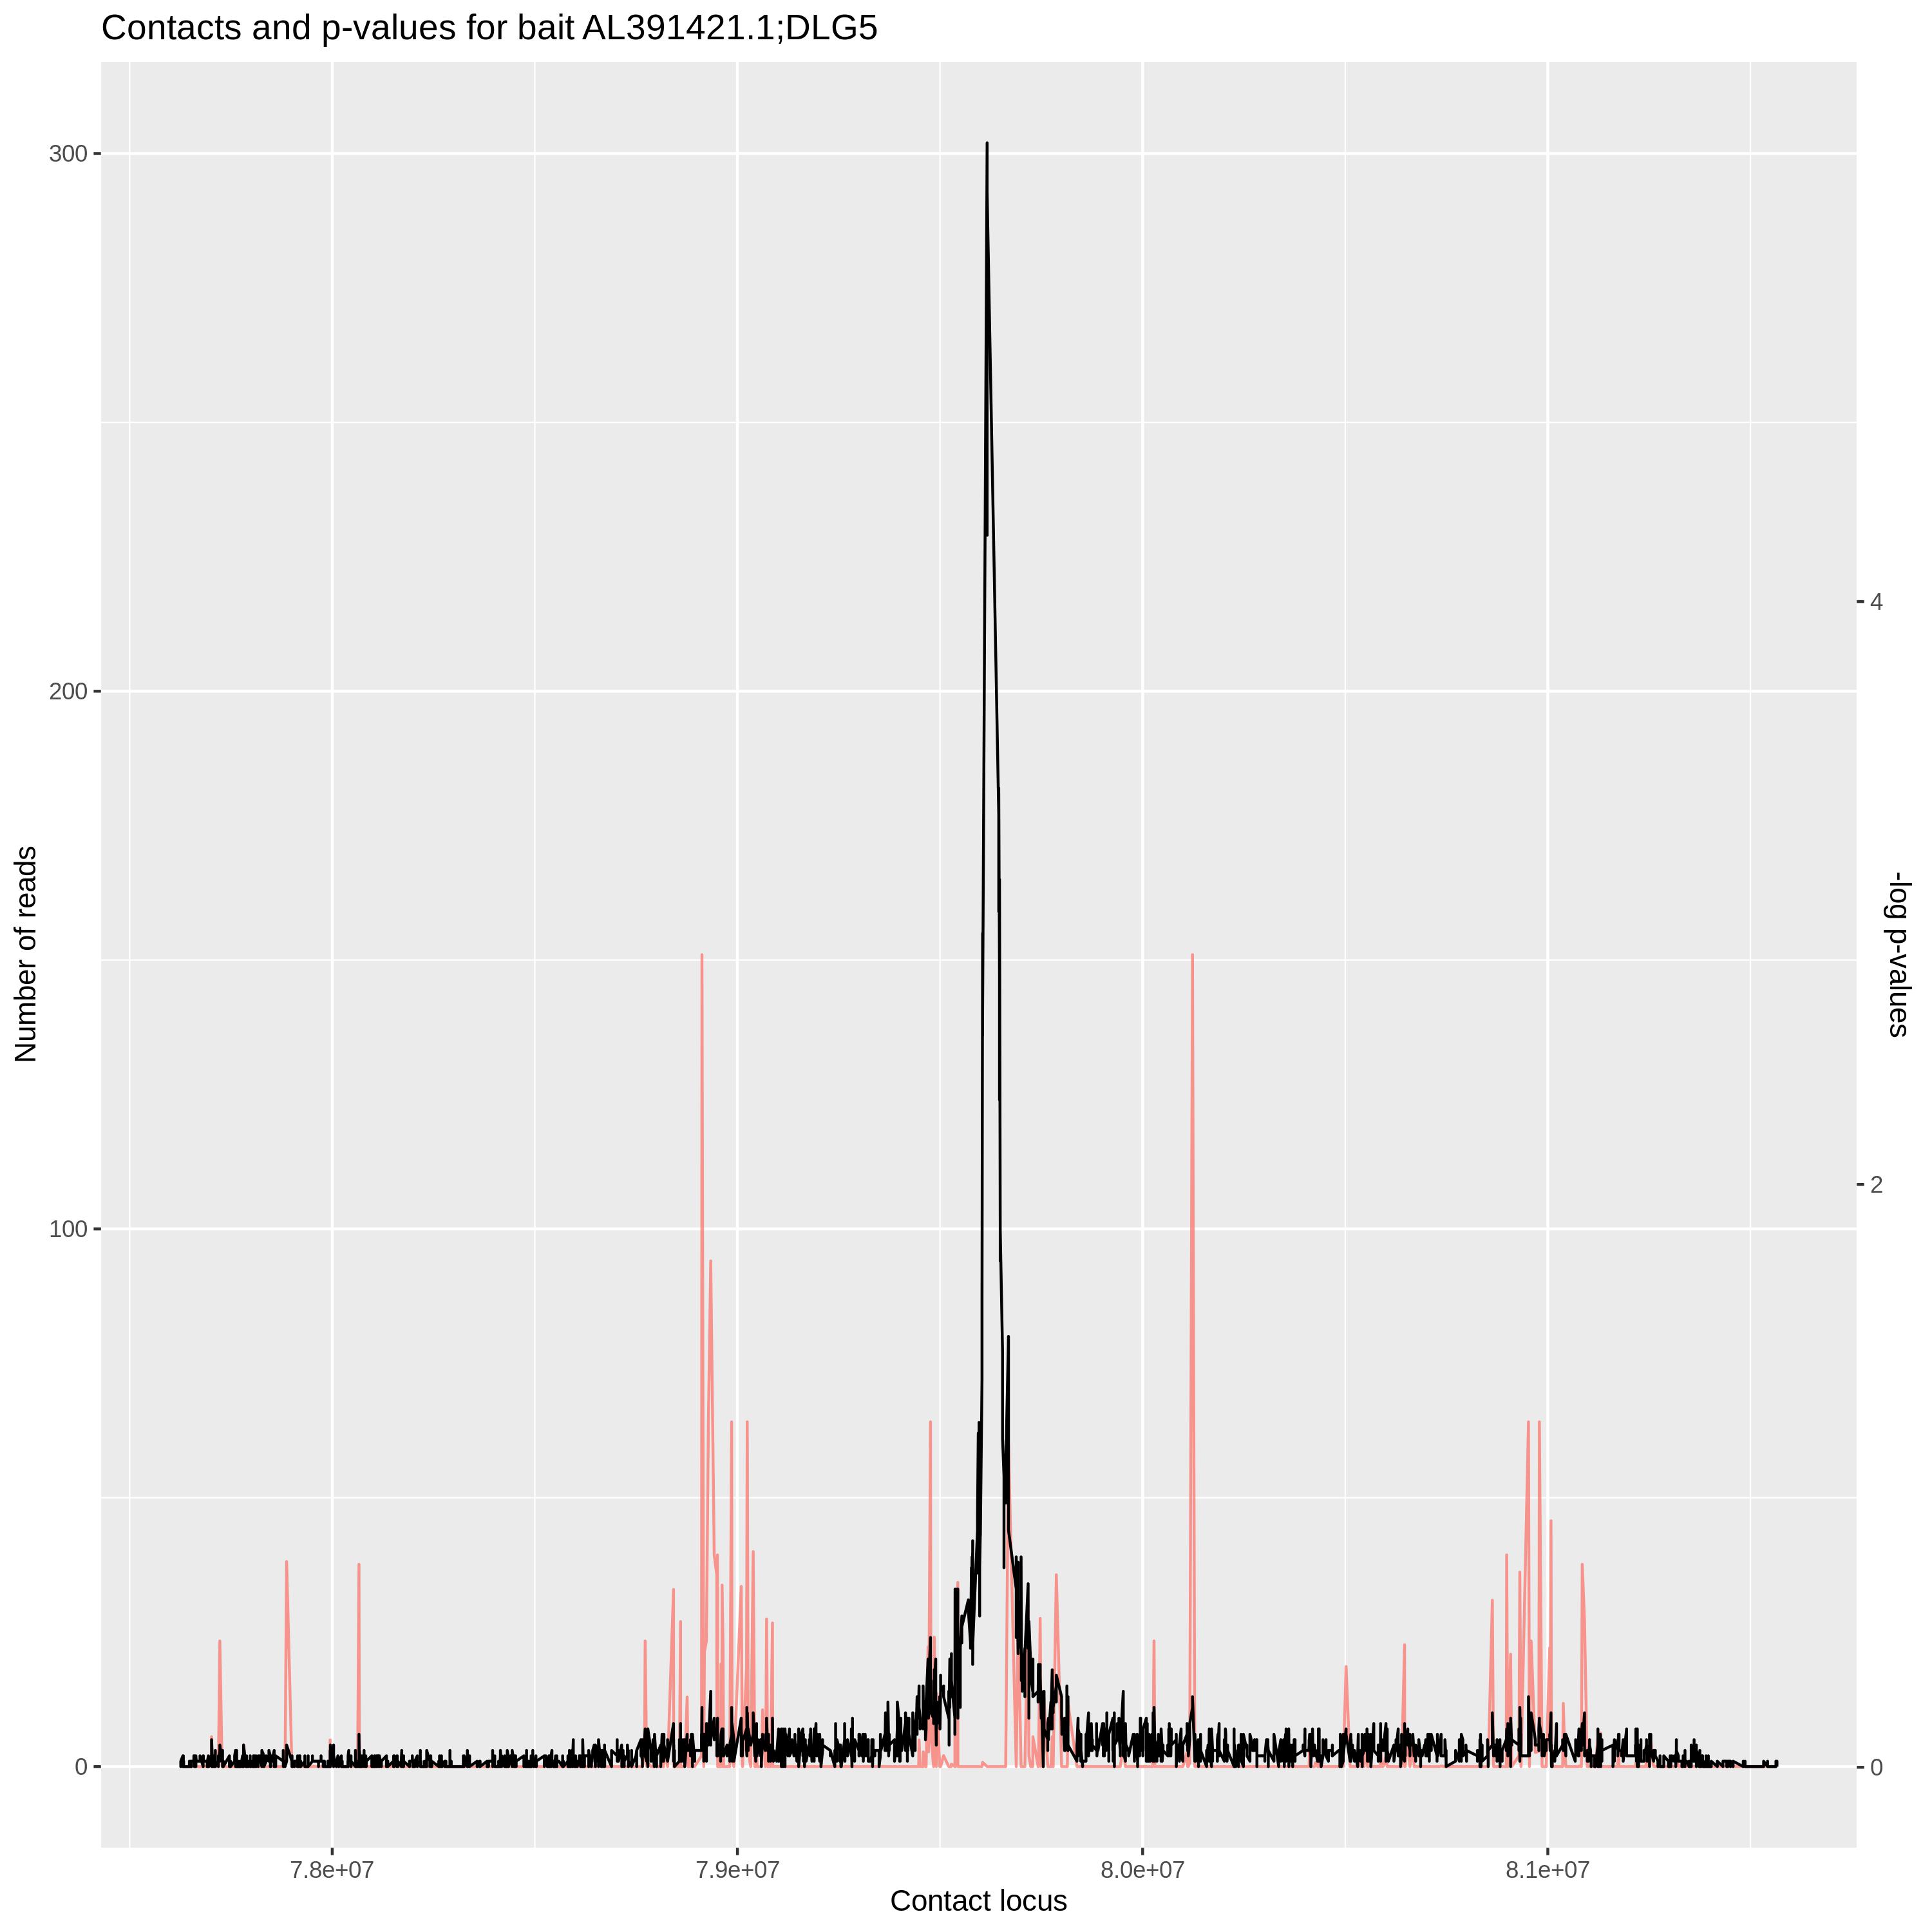 Contacts and p-values for bait AL391421.1;DLG5
300
200
100
0
Number of reads
4
2
0
-log p-values
7.8e+07
7.9e+07
8.0e+07
8.1e+07
Contact locus